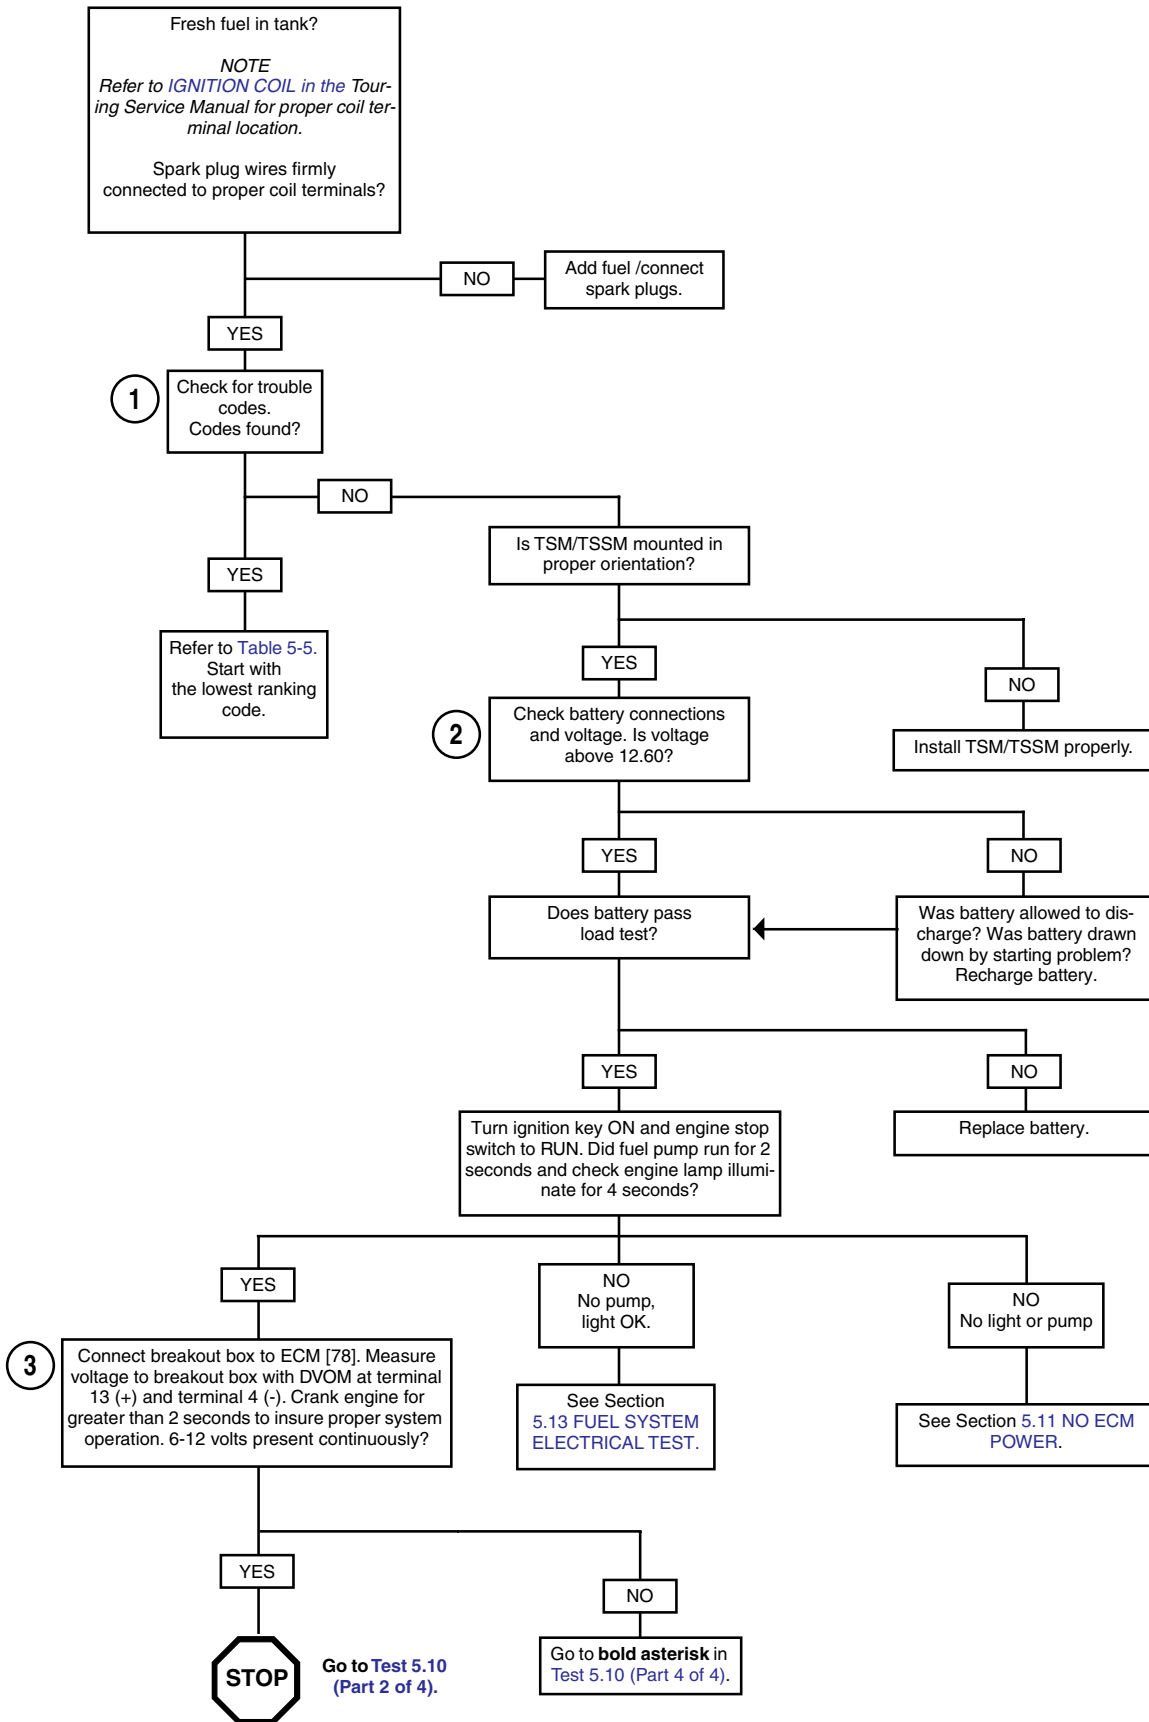 Fresh fuel in tank?
NOTE
Refer to IGNITION COIL in the Tour-
ing Service Manual for proper coil ter-
minal location.
Spark plug wires firmly
connected to proper coil terminals?
NO
Add fuel /connect
spark plugs.
YES
1
Check for trouble
codes.
Codes found?
NO
Is TSM/TSSM mounted in
proper orientation?
YES
Refer to Table 5-5.
Start with
the lowest ranking
code.
YES
NO
Install TSM/TSSM properly.
2
Check battery connections
and voltage. Is voltage
above 12.60?
YES
NO
Does battery pass
load test?
Was battery allowed to dis-
charge? Was battery drawn
down by starting problem?
Recharge battery.
YES
NO
Replace battery.
Turn ignition key ON and engine stop
switch to RUN. Did fuel pump run for 2
seconds and check engine lamp illumi-
nate for 4 seconds?
YES
NO
No pump,
light OK.
NO
No light or pump
3
Connect breakout box to ECM [78]. Measure
voltage to breakout box with DVOM at terminal
13 (+) and terminal 4 (-). Crank engine for
greater than 2 seconds to insure proper system
operation. 6-12 volts present continuously?
See Section
5.13 FUEL SYSTEM
ELECTRICAL TEST.
See Section 5.11 NO ECM
POWER.
YES
NO
STOP
Go to Test 5.10
(Part 2 of 4).
Go to bold asterisk in
Test 5.10 (Part 4 of 4).